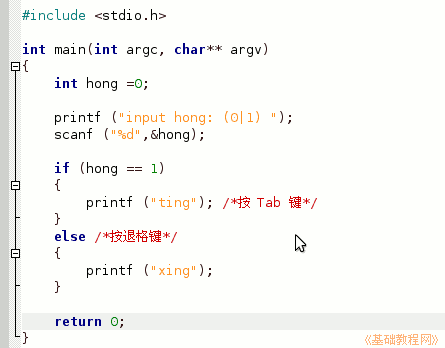 #include <stdio.h>
int main(int argc, char** argv)
{
    int hong =0;
    printf ("input hong: (0|1) ");
    scanf ("%d",&hong);
    if (hong == 1)
    {
        printf ("ting"); /*按 Tab 键*/
    }
    else /*按退格键*/
    {
        printf ("xing");
    }
    return 0;
}
《基础教程网》